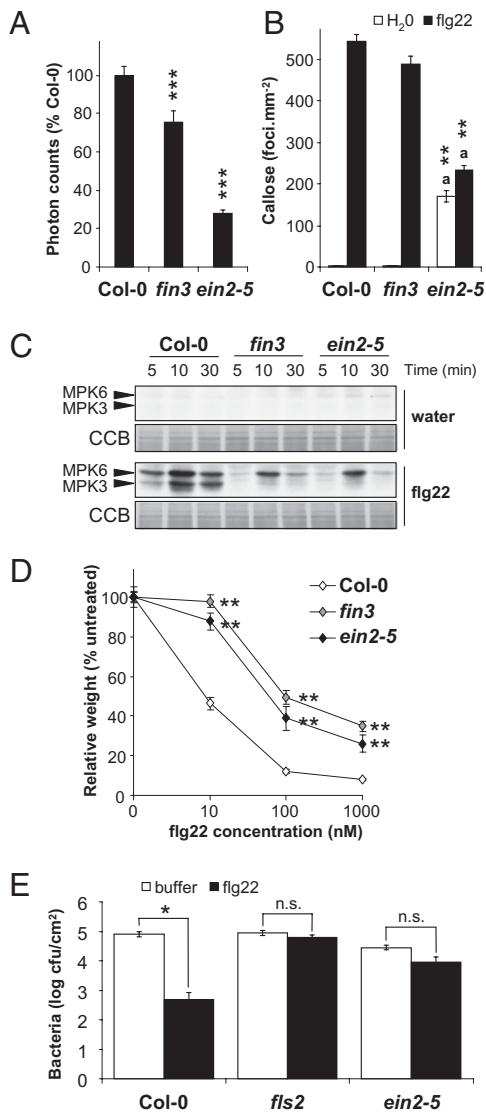 A
Photon counts (% Col-0)
120
100
80
60
40
20
0
***
***
Col-0 fin3 ein2-5
B
H20 flg22
Callose (foci.mm-2)
500
400
300
200
100
0
**
a
**
a
Col-0 fin3 ein2-5
C
Col-0 fin3 ein2-5
5 10 30 5 10 30 5 10 30 Time (min)
MPK6
MPK3
CCB
water
MPK6
MPK3
CCB
flg22
D
Relative weight (% untreated)
100
80
60
40
20
0
Col-0
fin3
ein2-5
**
**
**
**
**
**
0 10 100 1000
flg22 concentration (nM)
E
buffer flg22
Bacteria (log cfu/cm2)
6
5
4
3
2
1
0
*
n.s.
n.s.
Col-0 fls2 ein2-5